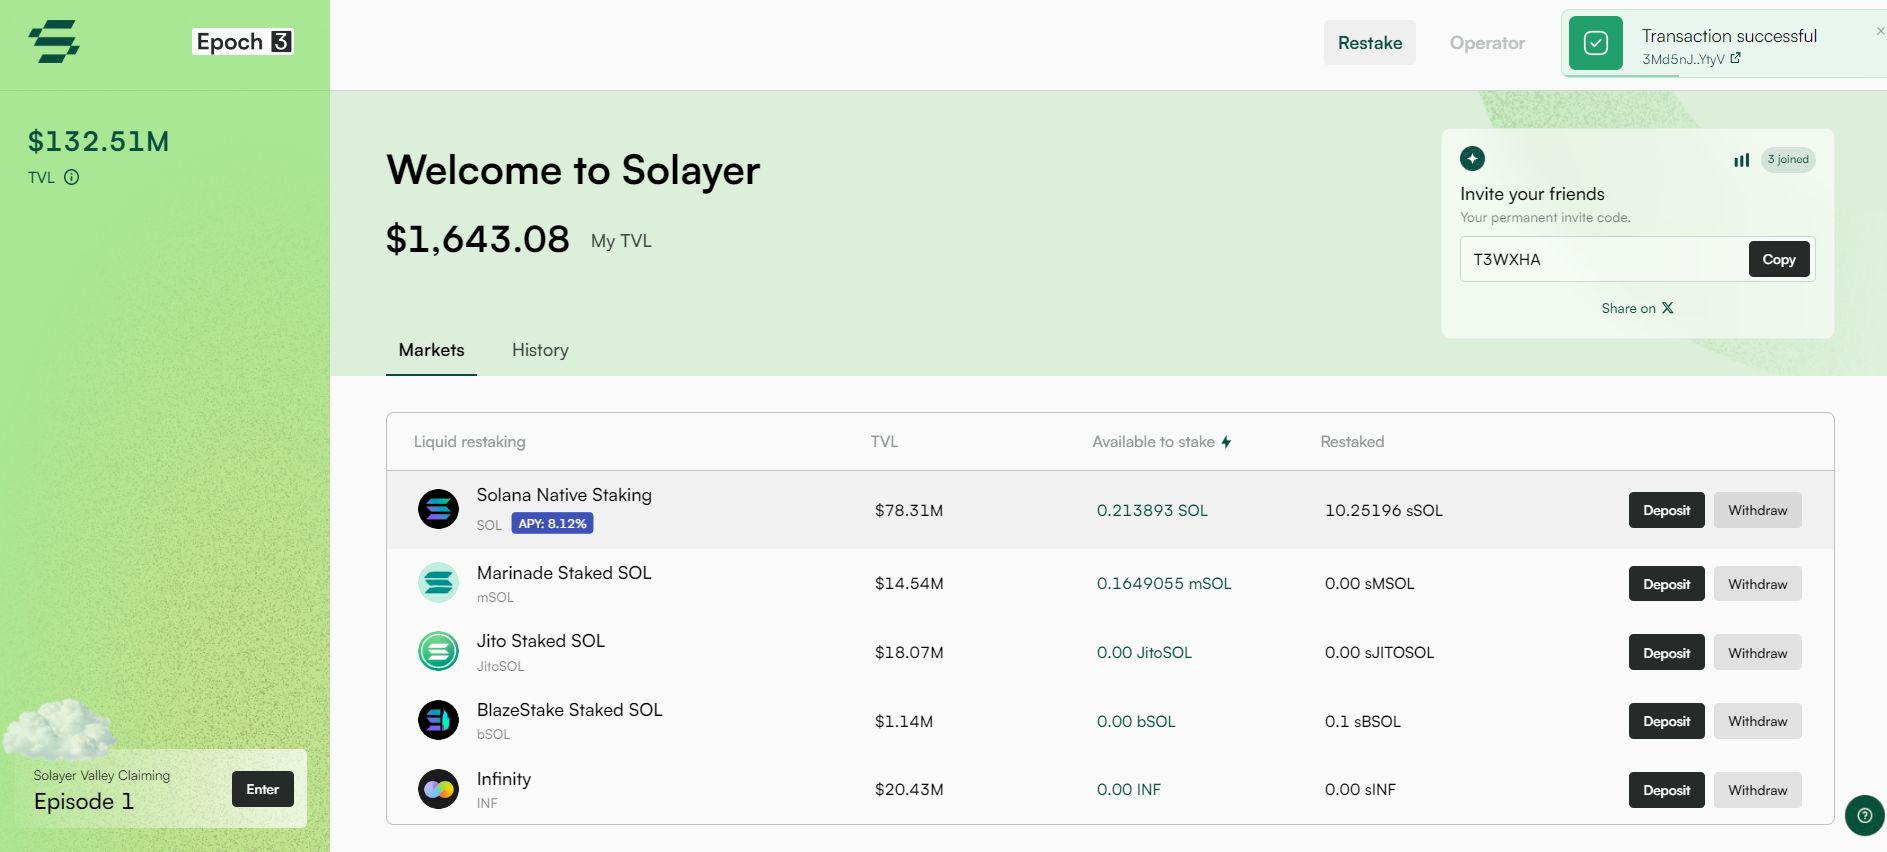 Epoch 3
Restake
Operator
Transaction successful
3Md5nJ..YtyV
$132.51M
TVL
Welcome to Solayer
$1,643.08 My TVL
3 joined
Invite your friends
Your permanent invite code.
T3WXHA
Copy
Share on X
Markets
History
Liquid restaking TVL Available to stake Restaked
Solana Native Staking
SOL APY: 8.12%
$78.31M 0.213893 SOL 10.25196 sSOL Deposit Withdraw
Marinade Staked SOL
mSOL
$14.54M 0.1649055 mSOL 0.00 sMSOL Deposit Withdraw
Jito Staked SOL
JitoSOL
$18.07M 0.00 JitoSOL 0.00 sJITOSOL Deposit Withdraw
BlazeStake Staked SOL
bSOL
$1.14M 0.00 bSOL 0.1 sBSOL Deposit Withdraw
Infinity
INF
$20.43M 0.00 INF 0.00 sINF Deposit Withdraw
Solayer Valley Claiming
Episode 1
Enter